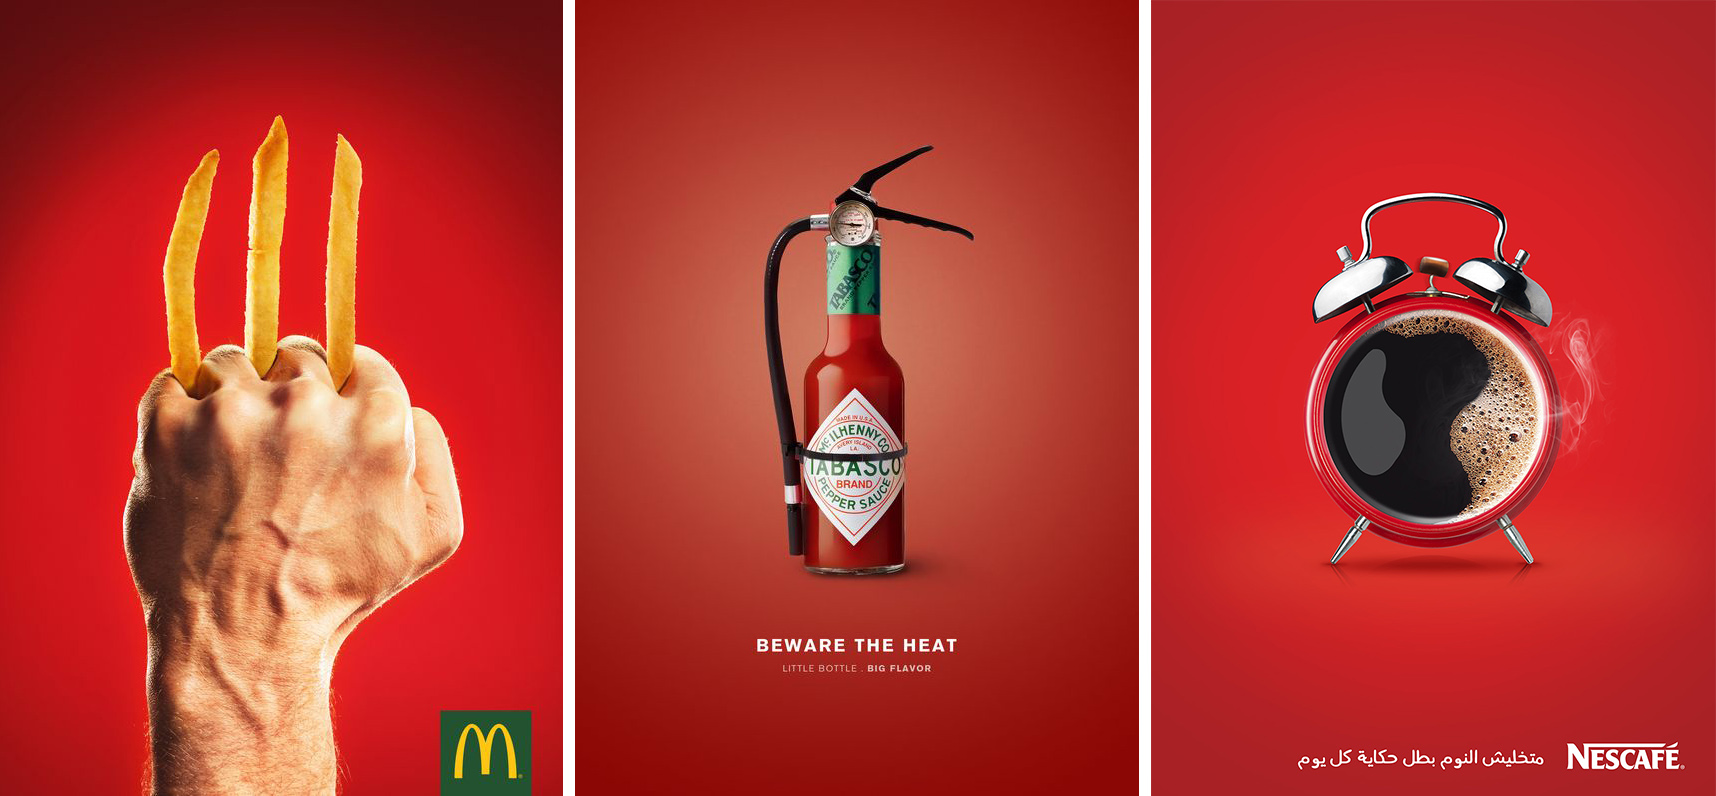 TABASCO
MADE IN U.S.A.
McILHENNY CO.
AVERY ISLAND
LA.
TABASCO
BRAND
PEPPER SAUCE
BEWARE THE HEAT
LITTLE BOTTLE . BIG FLAVOR
متخليش النوم بطل حكاية كل يوم
NESCAFÉ®